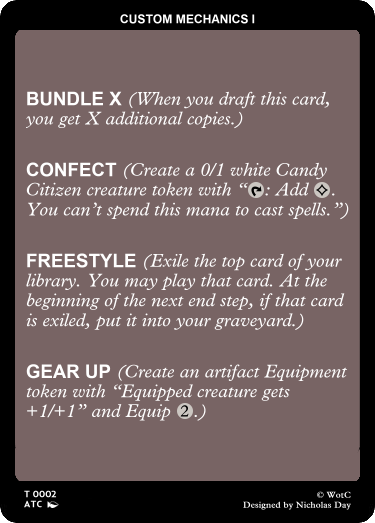 CUSTOM MECHANICS I
BUNDLE X (When you draft this card,
you get X additional copies.)
CONFECT (Create a 0/1 white Candy
Citizen creature token with “: Add .
You can’t spend this mana to cast spells.”)
FREESTYLE (Exile the top card of your
library. You may play that card. At the
beginning of the next end step, if that card
is exiled, put it into your graveyard.)
GEAR UP (Create an artifact Equipment
token with “Equipped creature gets
+1/+1” and Equip 2.)
T 0002
ATC
© WotC
Designed by Nicholas Day